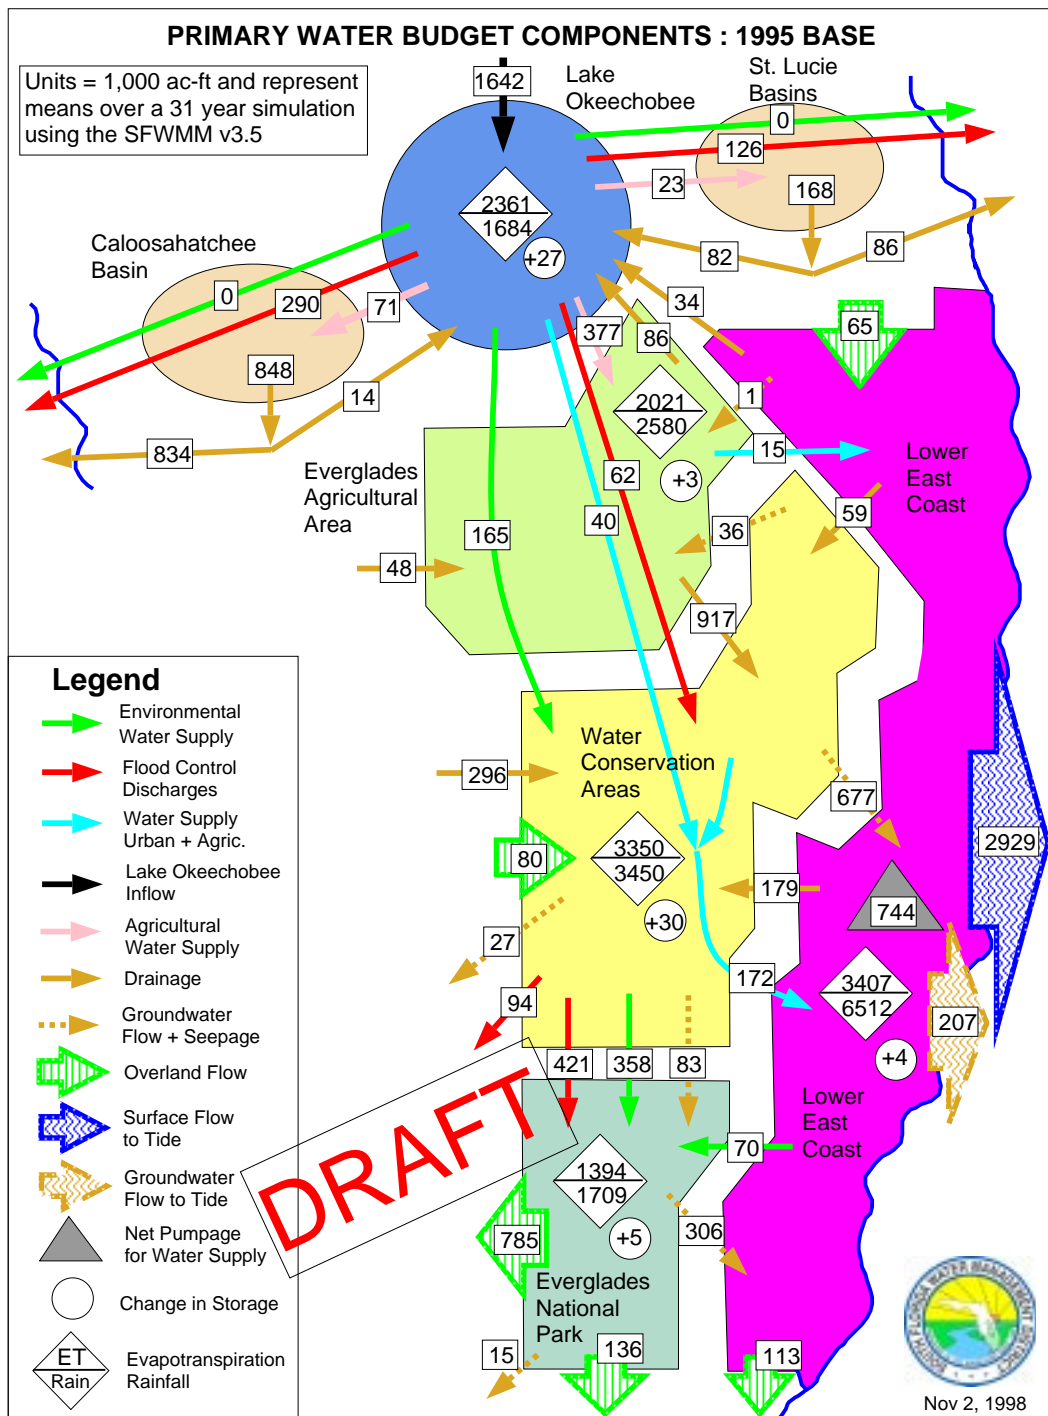 PRIMARY WATER BUDGET COMPONENTS : 1995 BASE
Units = 1,000 ac-ft and represent
means over a 31 year simulation
using the SFWMM v3.5
1642
Lake
Okeechobee
St. Lucie
Basins
0
126
23
168
82
86
2361
1684
+27
Caloosahatchee
Basin
0
290
71
848
14
834
377
86
34
65
1
2021
2580
+3
15
Lower
East
Coast
Everglades
Agricultural
Area
62
40
165
36
59
48
917
Water
Conservation
Areas
296
677
2929
80
3350
3450
+30
179
744
27
172
3407
6512
+4
207
94
421
358
83
DRAFT
Lower
East
Coast
70
1394
1709
+5
306
785
Everglades
National
Park
15
136
113
Legend
Environmental
Water Supply
Flood Control
Discharges
Water Supply
Urban + Agric.
Lake Okeechobee
Inflow
Agricultural
Water Supply
Drainage
Groundwater
Flow + Seepage
Overland Flow
Surface Flow
to Tide
Groundwater
Flow to Tide
Net Pumpage
for Water Supply
Change in Storage
ET
Rain
Evapotranspiration
Rainfall
SOUTH FLORIDA WATER MANAGEMENT DISTRICT
Nov 2, 1998